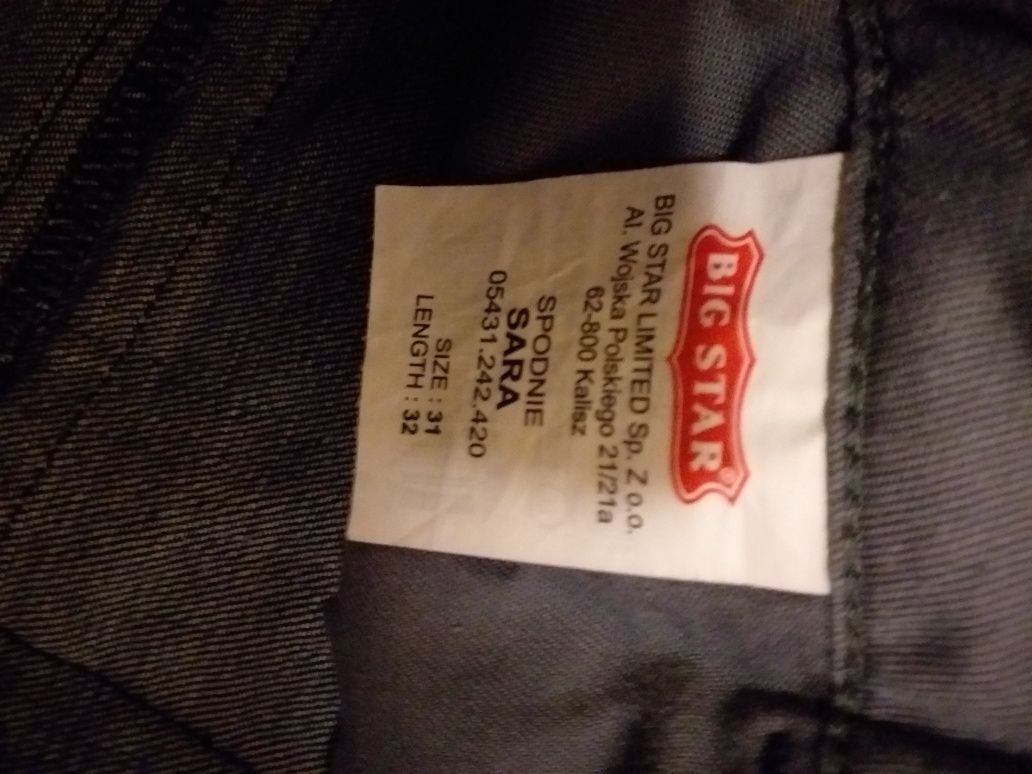 BIG STAR®
BIG STAR LIMITED Sp. Z o.o.
Al. Wojska Polskiego 21/21a
62-800 Kalisz
SPODNIE
SARA
05431.242.420
SIZE : 31
LENGTH : 32